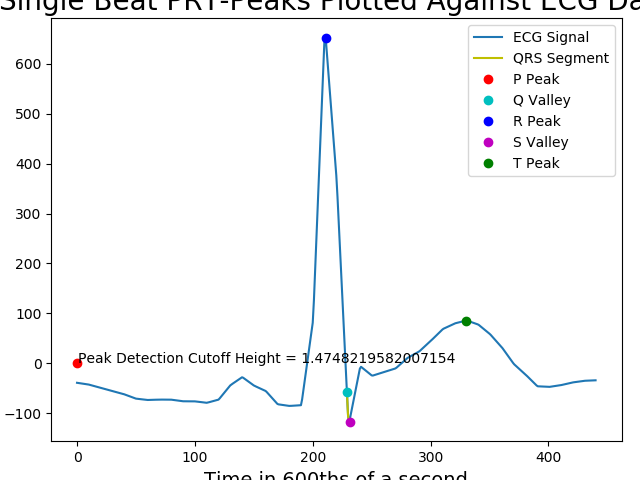 Single Beat PRT-Peaks Plotted Against ECG Da
ECG Signal
QRS Segment
P Peak
Q Valley
R Peak
S Valley
T Peak
600
500
400
300
200
100
0
−100
Peak Detection Cutoff Height = 1.4748219582007154
0 100 200 300 400
Time in 600ths of a second